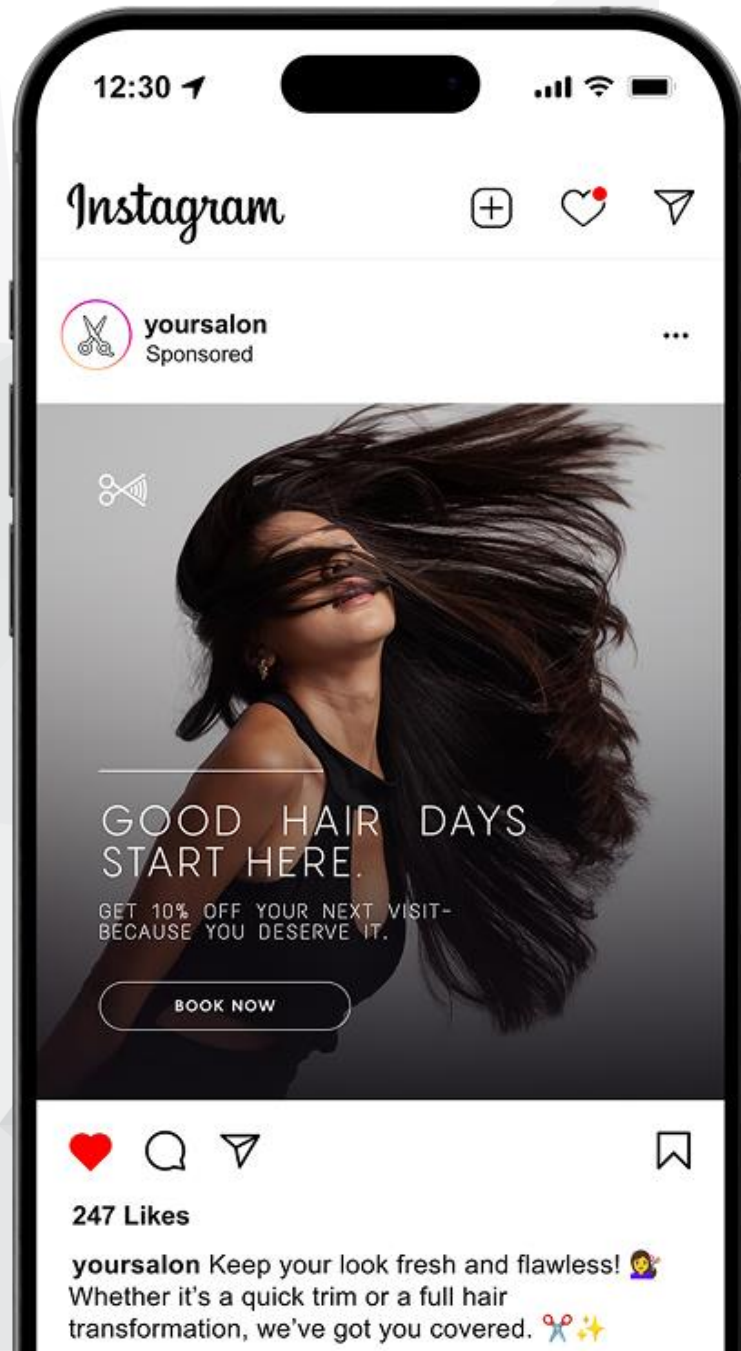 12:30
Instagram
yoursalon
Sponsored
GOOD HAIR DAYS
START HERE.
GET 10% OFF YOUR NEXT VISIT-
BECAUSE YOU DESERVE IT.
BOOK NOW
247 Likes
yoursalon Keep your look fresh and flawless! 💇‍♀️
Whether it's a quick trim or a full hair
transformation, we've got you covered. ✂️✨